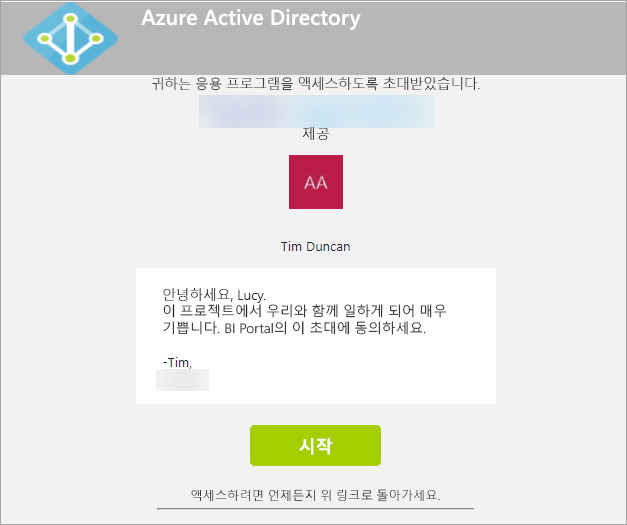 Azure Active Directory
귀하는 응용 프로그램을 액세스하도록 초대받았습니다.
제공
AA
Tim Duncan
안녕하세요, Lucy.
이 프로젝트에서 우리와 함께 일하게 되어 매우
기쁩니다. BI Portal의 이 초대에 동의하세요.
-Tim,
시작
액세스하려면 언제든지 위 링크로 돌아가세요.